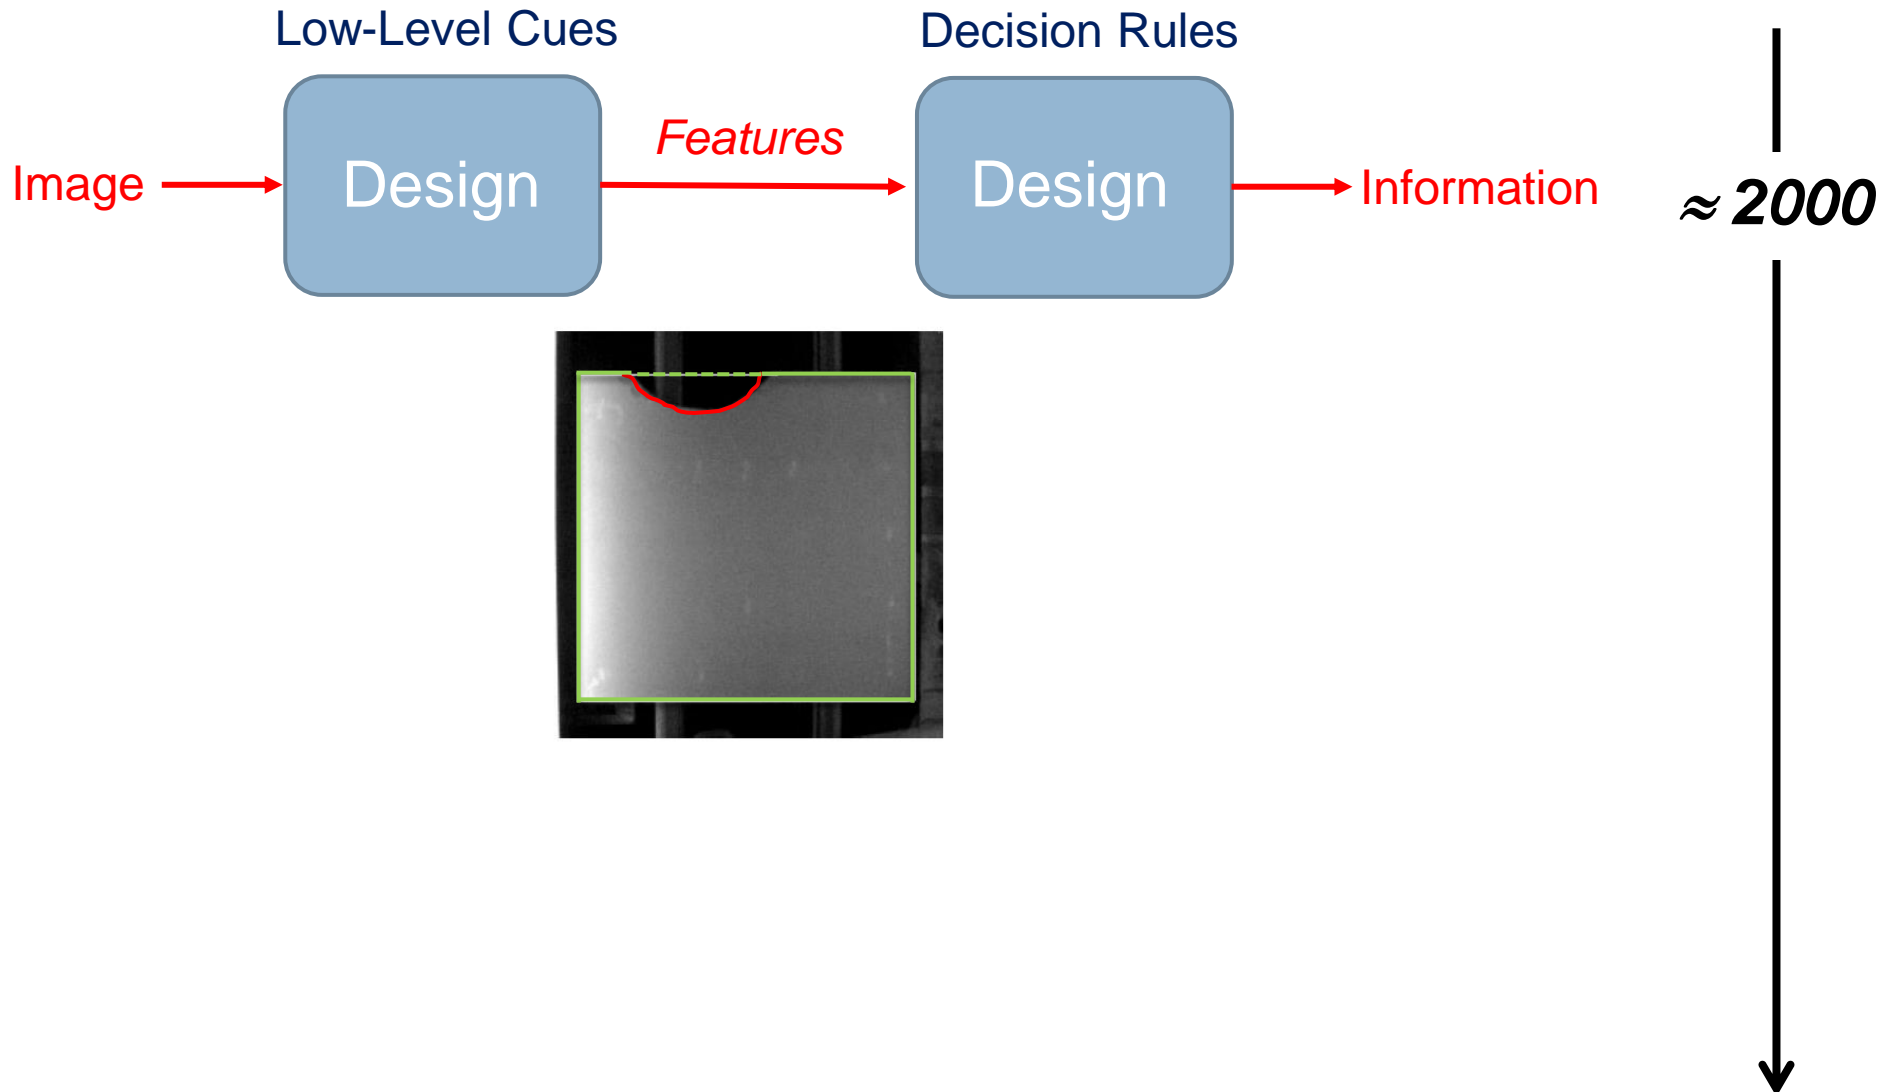 Low-Level Cues
Decision Rules
Image
Design
Features
Design
Information
≈ 2000